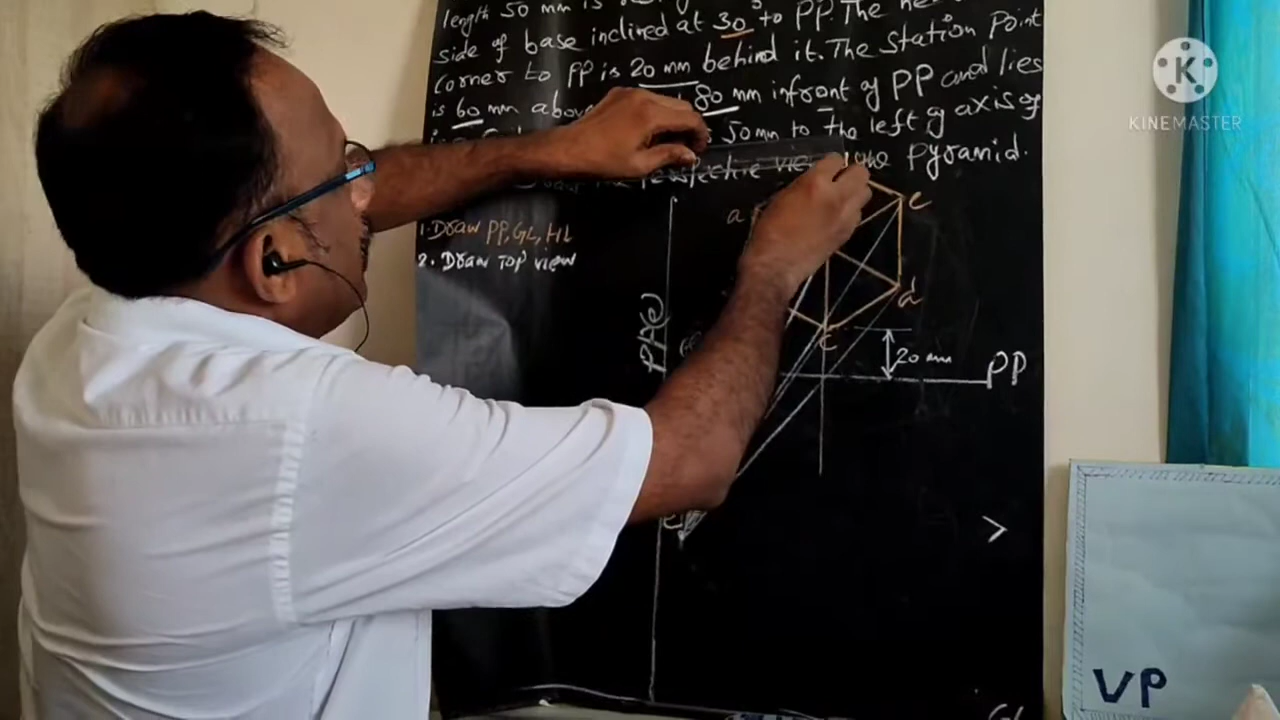 length 50 mm is
side of base inclined at 30° to PP. The
corner to PP is 20 mm behind it. The Station Point
is 60 mm above 80 mm infront of PP and lies
50 mm to the left of axis of
Pyramid.
1. Draw PP, GL, HL
2. Draw Top view
a
e
d
c
20 mm
PP
GL
VP
K
KINEMASTER